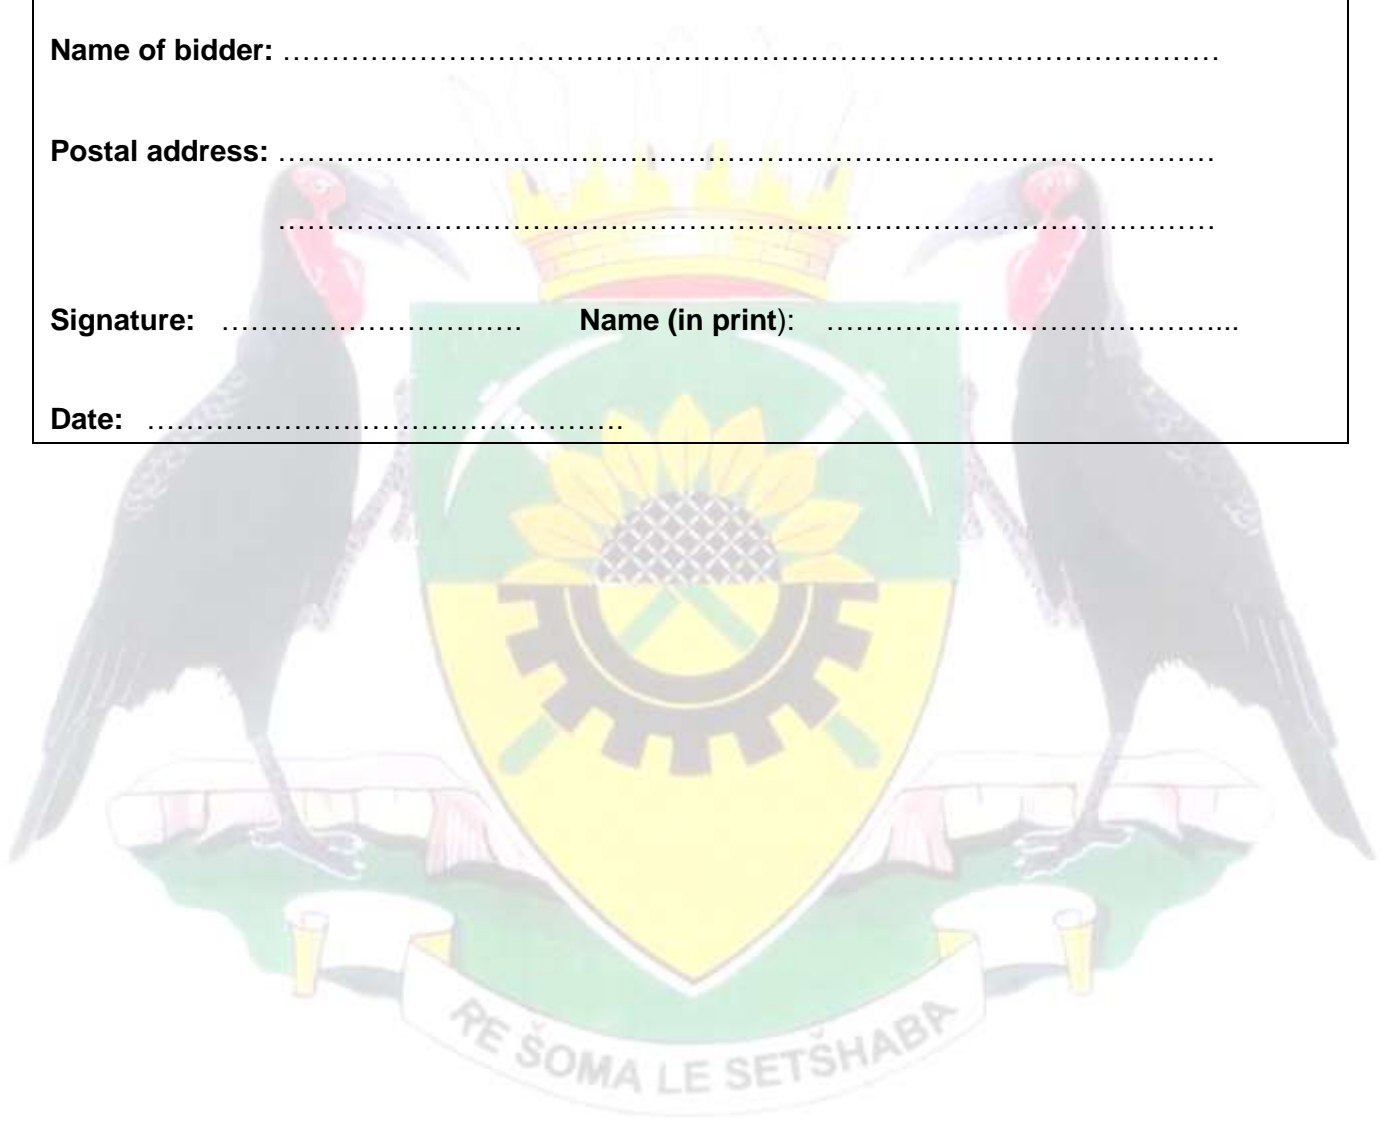 Name of bidder: ……………………………………………………………………………………
Postal address: ……………………………………………………………………………………
……………………………………………………………………………………
Signature: …………………………. Name (in print): …………………………………...
Date: ………………………………………….
RE ŠOMA LE SETŠHABA